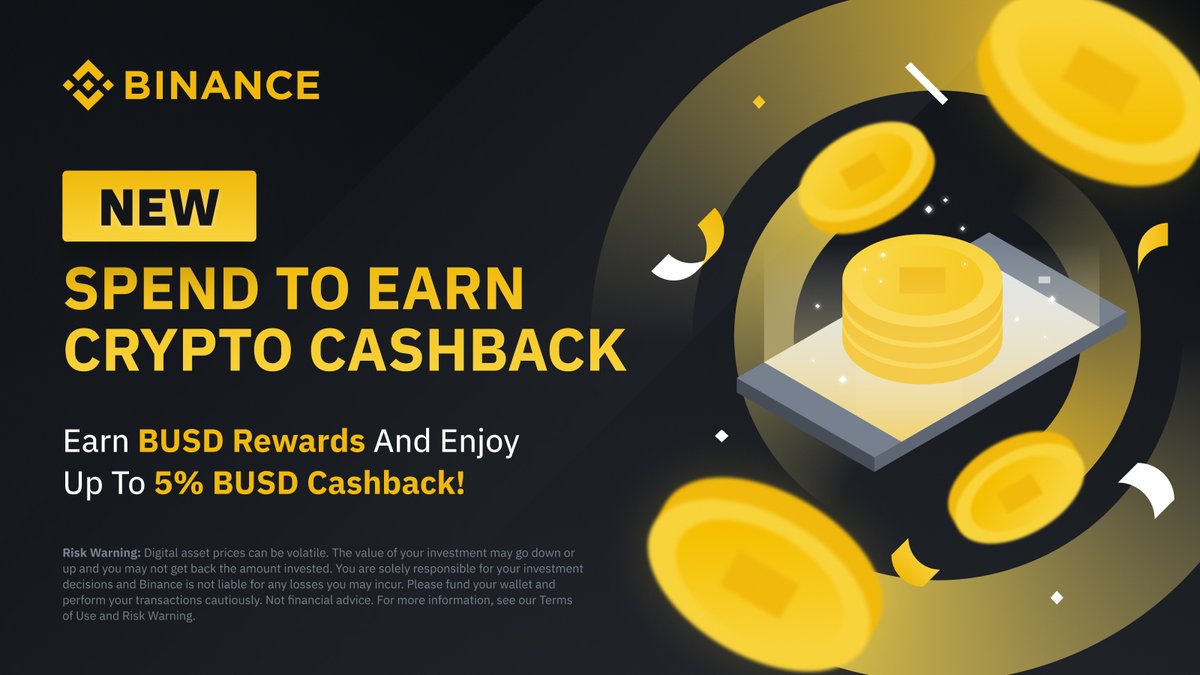 BINANCE
NEW
SPEND TO EARN
CRYPTO CASHBACK
Earn BUSD Rewards And Enjoy
Up To 5% BUSD Cashback!
Risk Warning: Digital asset prices can be volatile. The value of your investment may go down or
up and you may not get back the amount invested. You are solely responsible for your investment
decisions and Binance is not liable for any losses you may incur. Please fund your wallet and
perform your transactions cautiously. Not financial advice. For more information, see our Terms
of Use and Risk Warning.